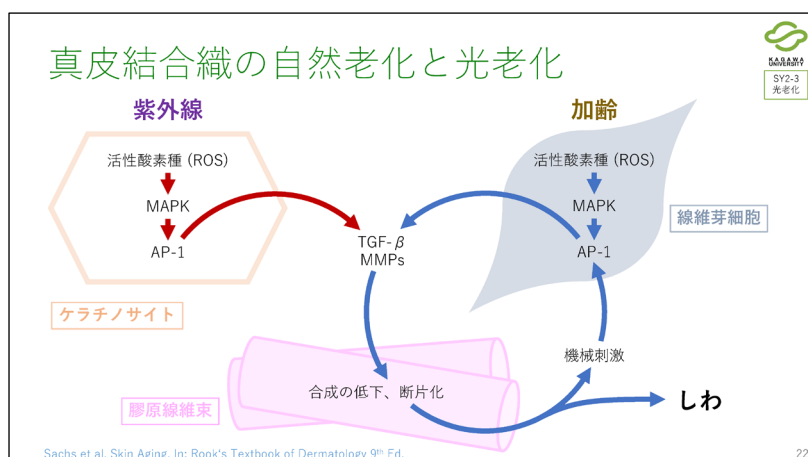 真皮結合織の自然老化と光老化
KAGAWA
UNIVERSITY
SY2-3
光老化
紫外線
加齢
活性酸素種 (ROS)
MAPK
AP-1
活性酸素種 (ROS)
MAPK
AP-1
線維芽細胞
TGF-β
MMPs
ケラチノサイト
機械刺激
合成の低下、断片化
膠原線維束
しわ
Sachs et al. Skin Aging. In: Rook's Textbook of Dermatology 9th Ed.
22